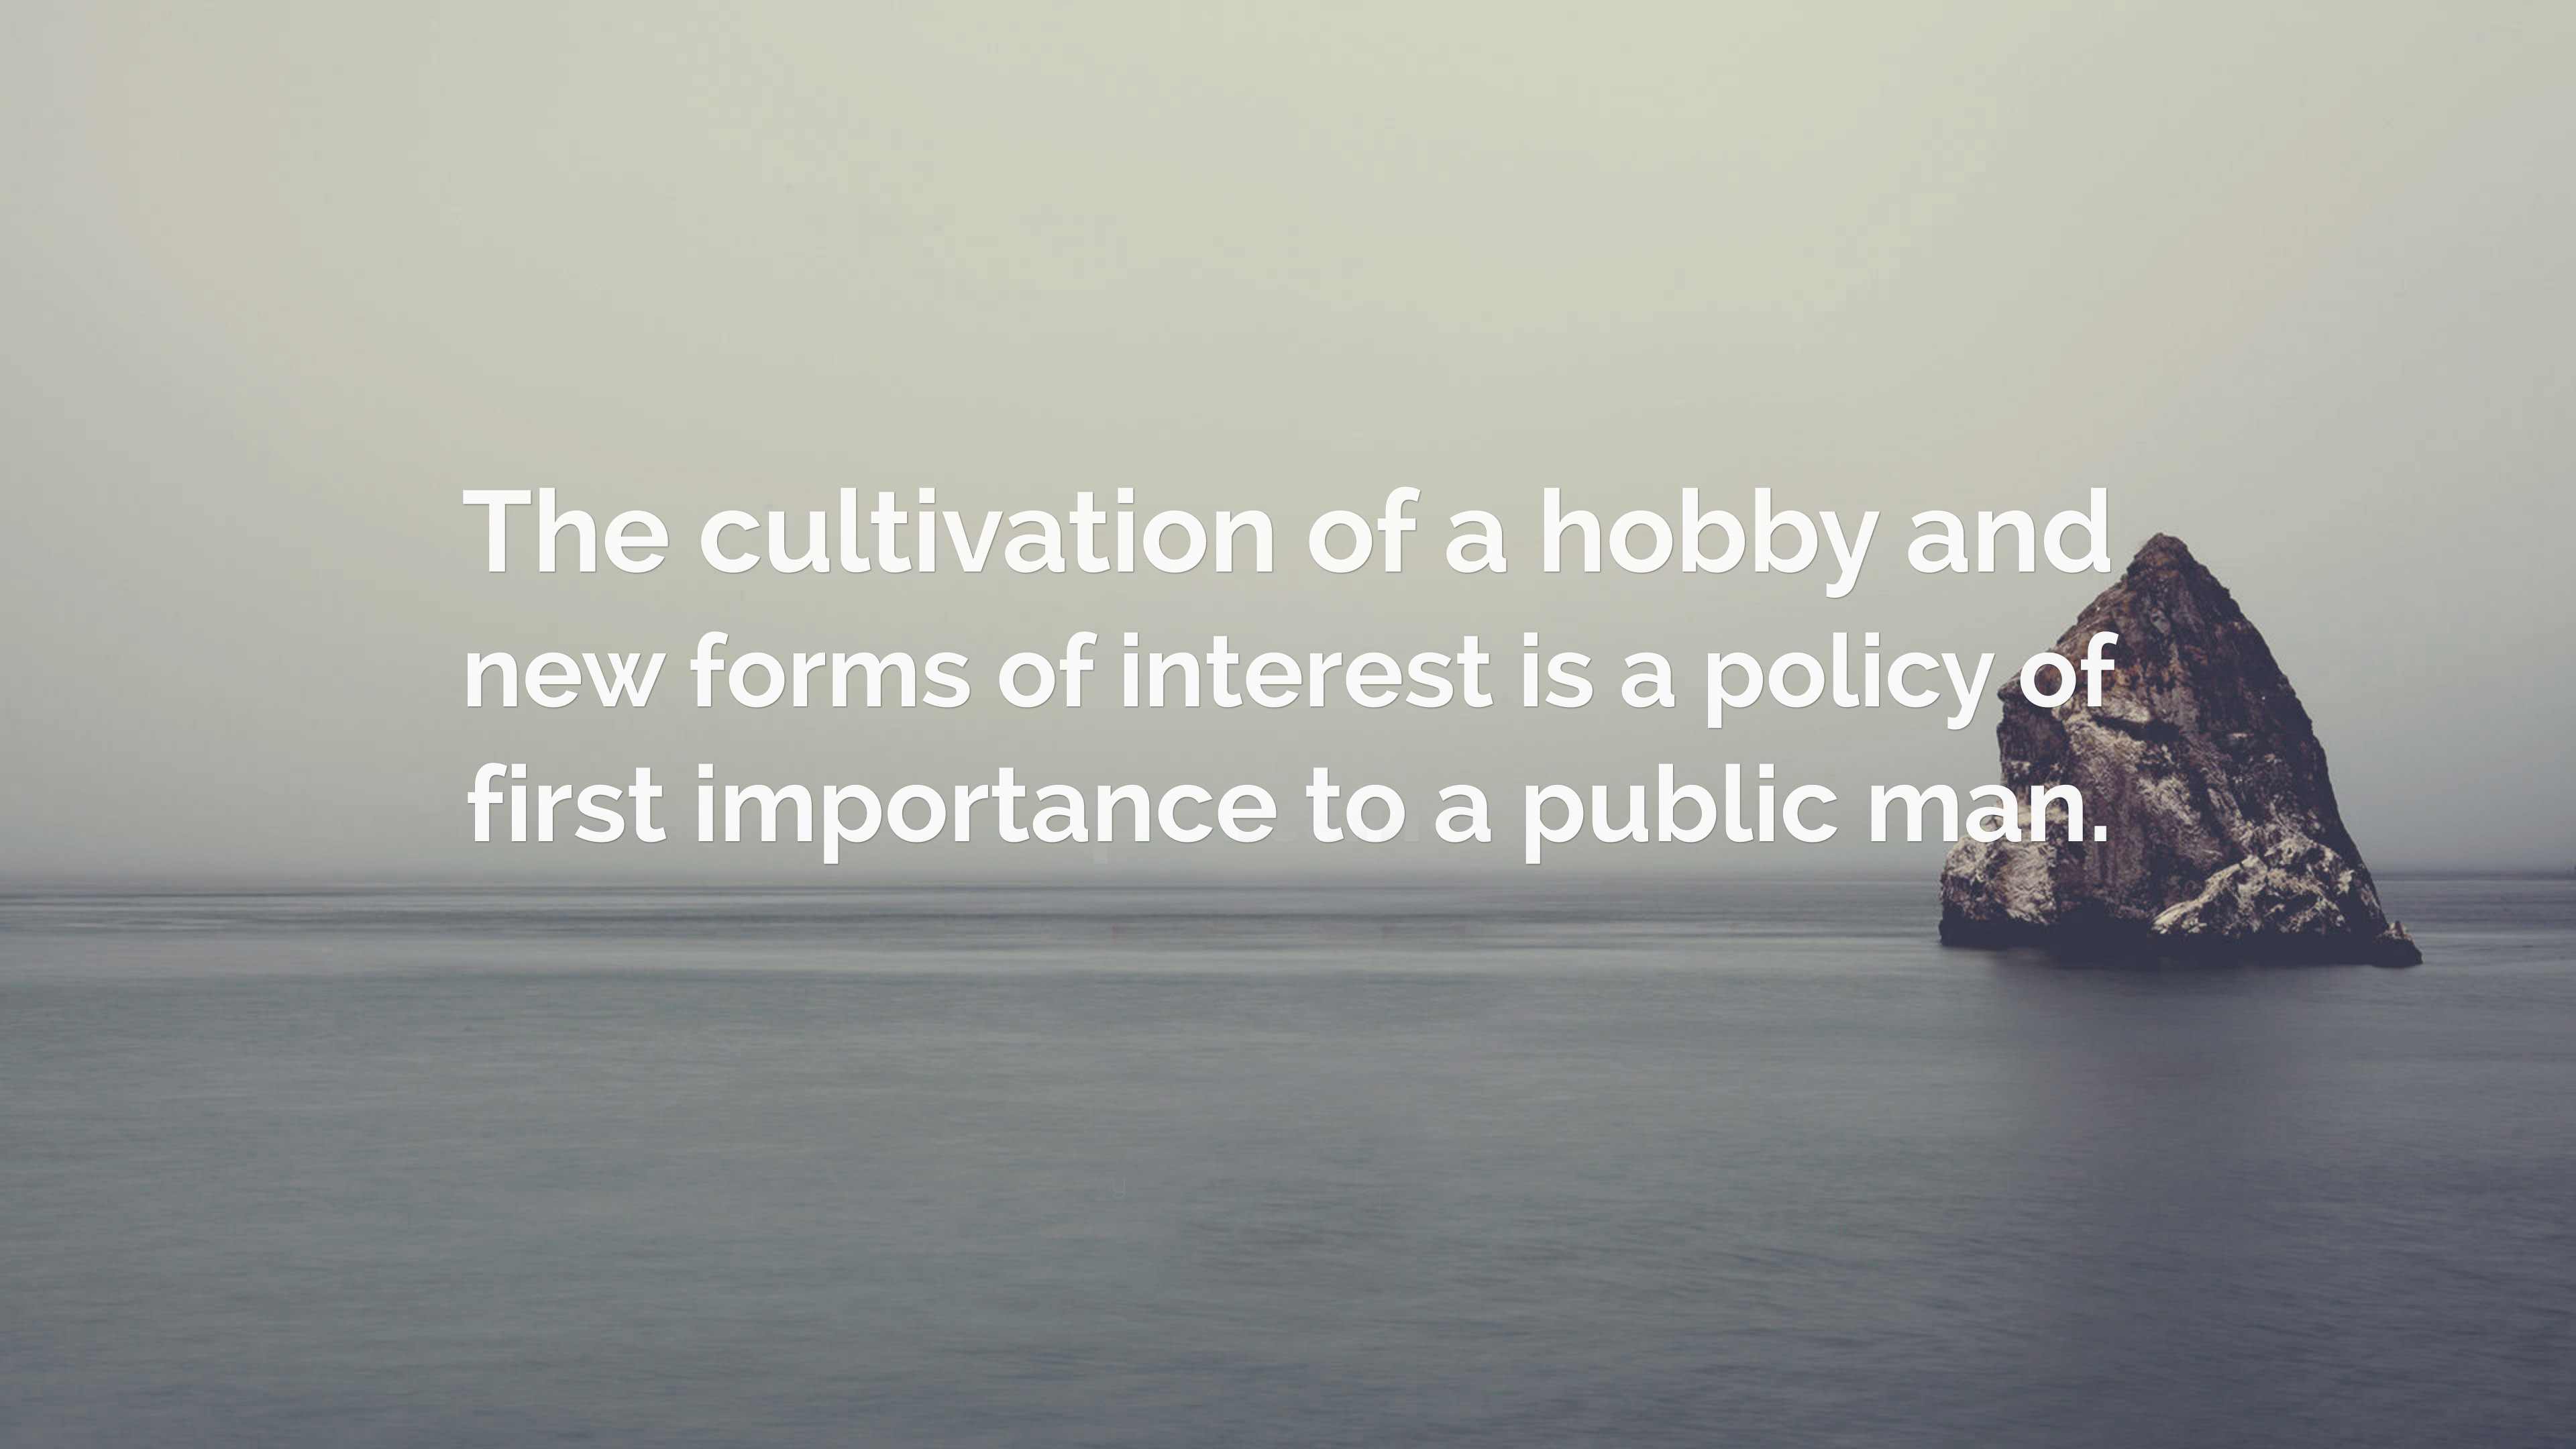 The cultivation of a hobby and
new forms of interest is a policy of
first importance to a public man.